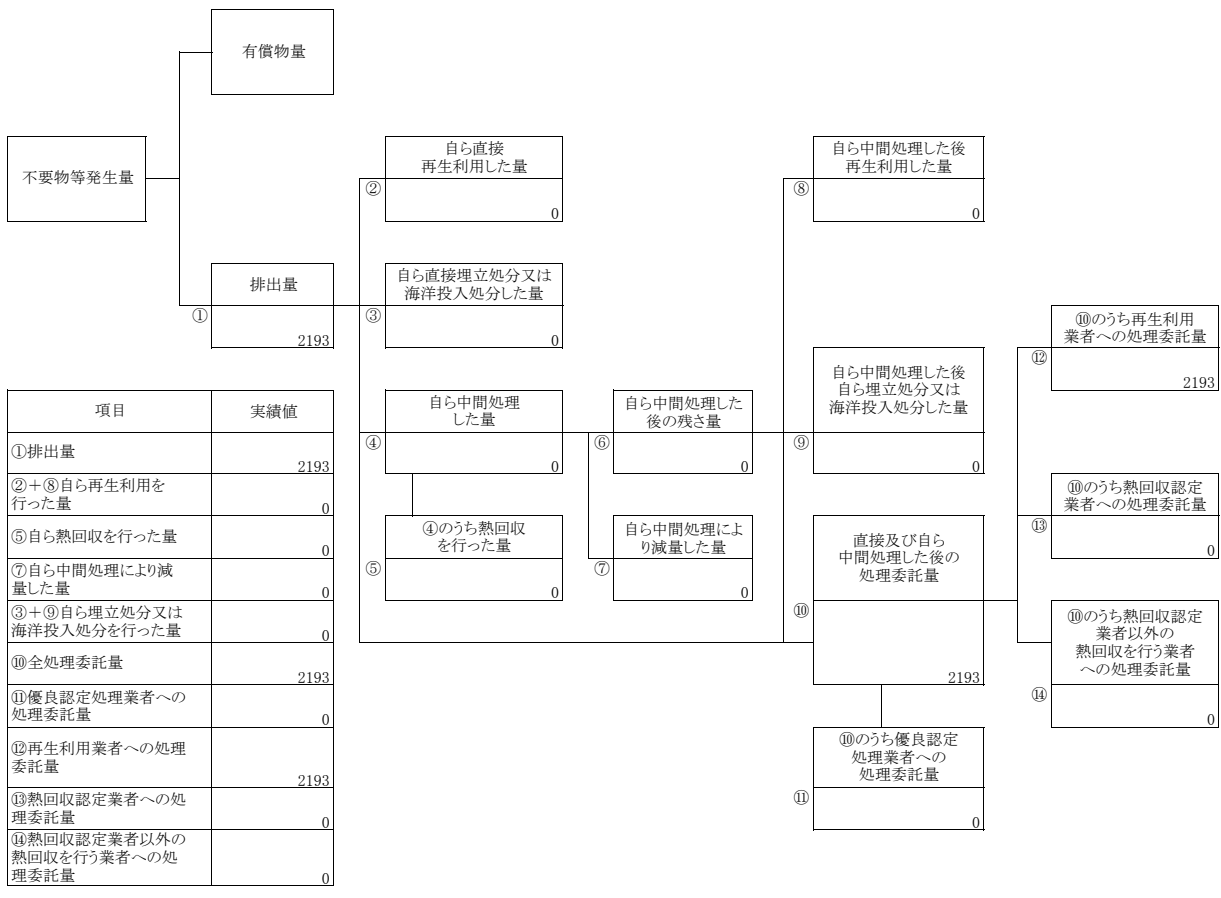 有償物量
不要物等発生量
排出量
①
2193
自ら直接
再生利用した量
②
0
自ら直接埋立処分又は
海洋投入処分した量
③
0
自ら中間処理
した量
④
0
④のうち熱回収
を行った量
⑤
0
自ら中間処理した
後の残さ量
⑥
0
自ら中間処理によ
り減量した量
⑦
0
自ら中間処理した後
再生利用した量
⑧
0
自ら中間処理した後
自ら埋立処分又は
海洋投入処分した量
⑨
0
直接及び自ら
中間処理した後の
処理委託量
⑩
2193
⑩のうち優良認定
処理業者への
処理委託量
⑪
0
⑩のうち再生利用
業者への処理委託量
⑫
2193
⑩のうち熱回収認定
業者への処理委託量
⑬
0
⑩のうち熱回収認定
業者以外の
熱回収を行う業者
への処理委託量
⑭
0
項目 実績値
①排出量
2193
②+⑧自ら再生利用を
行った量
0
⑤自ら熱回収を行った量
0
⑦自ら中間処理により減
量した量
0
③+⑨自ら埋立処分又は
海洋投入処分を行った量
0
⑩全処理委託量
2193
⑪優良認定処理業者への
処理委託量
0
⑫再生利用業者への処理
委託量
2193
⑬熱回収認定業者への処
理委託量
0
⑭熱回収認定業者以外の
熱回収を行う業者への処
理委託量
0